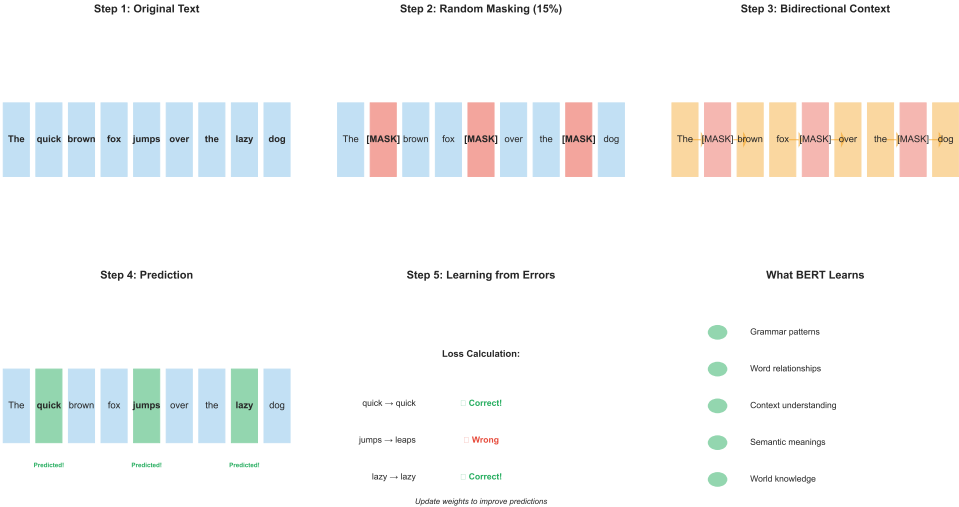 Step 1: Original Text
The quick brown fox jumps over the lazy dog
Step 2: Random Masking (15%)
The [MASK] brown fox [MASK] over the [MASK] dog
Step 3: Bidirectional Context
The [MASK] brown fox [MASK] over the [MASK] dog
Step 4: Prediction
The quick brown fox jumps over the lazy dog
Predicted! Predicted! Predicted!
Step 5: Learning from Errors
Loss Calculation:
quick → quick Correct!
jumps → leaps Wrong
lazy → lazy Correct!
Update weights to improve predictions
What BERT Learns
Grammar patterns
Word relationships
Context understanding
Semantic meanings
World knowledge